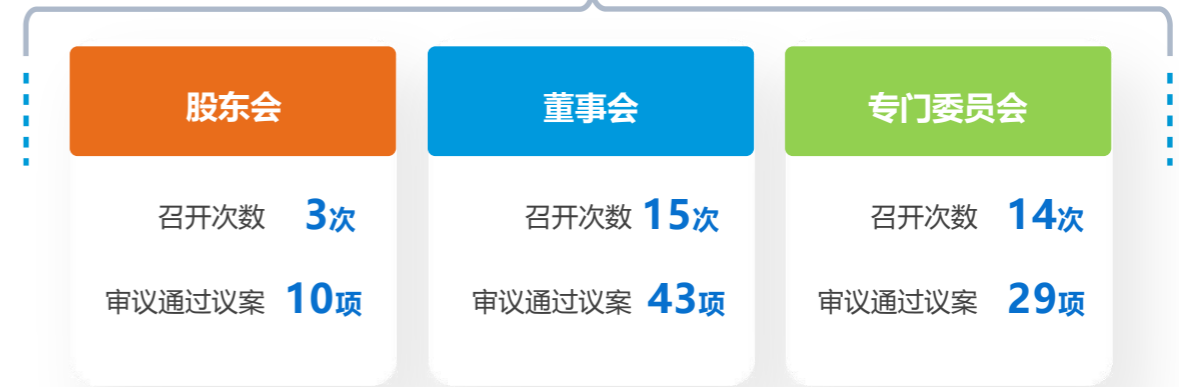 股东会
召开次数 3次
审议通过议案 10项
董事会
召开次数 15次
审议通过议案 43项
专门委员会
召开次数 14次
审议通过议案 29项